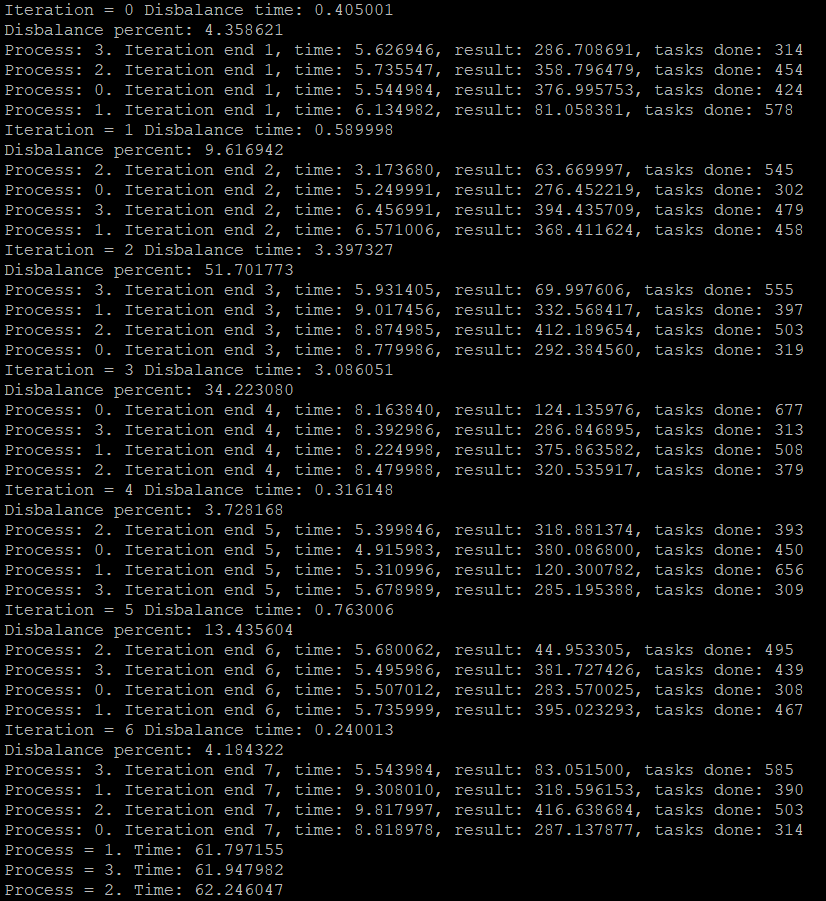 Iteration = 0 Disbalance time: 0.405001
Disbalance percent: 4.358621
Process: 3. Iteration end 1, time: 5.626946, result: 286.708691, tasks done: 314
Process: 2. Iteration end 1, time: 5.735547, result: 358.796479, tasks done: 454
Process: 0. Iteration end 1, time: 5.544984, result: 376.995753, tasks done: 424
Process: 1. Iteration end 1, time: 6.134982, result: 81.058381, tasks done: 578
Iteration = 1 Disbalance time: 0.589998
Disbalance percent: 9.616942
Process: 2. Iteration end 2, time: 3.173680, result: 63.669997, tasks done: 545
Process: 0. Iteration end 2, time: 5.249991, result: 276.452219, tasks done: 302
Process: 3. Iteration end 2, time: 6.456991, result: 394.435709, tasks done: 479
Process: 1. Iteration end 2, time: 6.571006, result: 368.411624, tasks done: 458
Iteration = 2 Disbalance time: 3.397327
Disbalance percent: 51.701773
Process: 3. Iteration end 3, time: 5.931405, result: 69.997606, tasks done: 555
Process: 1. Iteration end 3, time: 9.017456, result: 332.568417, tasks done: 397
Process: 2. Iteration end 3, time: 8.874985, result: 412.189654, tasks done: 503
Process: 0. Iteration end 3, time: 8.779986, result: 292.384560, tasks done: 319
Iteration = 3 Disbalance time: 3.086051
Disbalance percent: 34.223080
Process: 0. Iteration end 4, time: 8.163840, result: 124.135976, tasks done: 677
Process: 3. Iteration end 4, time: 8.392986, result: 286.846895, tasks done: 313
Process: 1. Iteration end 4, time: 8.224998, result: 375.863582, tasks done: 508
Process: 2. Iteration end 4, time: 8.479988, result: 320.535917, tasks done: 379
Iteration = 4 Disbalance time: 0.316148
Disbalance percent: 3.728168
Process: 2. Iteration end 5, time: 5.399846, result: 318.881374, tasks done: 393
Process: 0. Iteration end 5, time: 4.915983, result: 380.086800, tasks done: 450
Process: 1. Iteration end 5, time: 5.310996, result: 120.300782, tasks done: 656
Process: 3. Iteration end 5, time: 5.678989, result: 285.195388, tasks done: 309
Iteration = 5 Disbalance time: 0.763006
Disbalance percent: 13.435604
Process: 2. Iteration end 6, time: 5.680062, result: 44.953305, tasks done: 495
Process: 3. Iteration end 6, time: 5.495986, result: 381.727426, tasks done: 439
Process: 0. Iteration end 6, time: 5.507012, result: 283.570025, tasks done: 308
Process: 1. Iteration end 6, time: 5.735999, result: 395.023293, tasks done: 467
Iteration = 6 Disbalance time: 0.240013
Disbalance percent: 4.184322
Process: 3. Iteration end 7, time: 5.543984, result: 83.051500, tasks done: 585
Process: 1. Iteration end 7, time: 9.308010, result: 318.596153, tasks done: 390
Process: 2. Iteration end 7, time: 9.817997, result: 416.638684, tasks done: 503
Process: 0. Iteration end 7, time: 8.818978, result: 287.137877, tasks done: 314
Process = 1. Time: 61.797155
Process = 3. Time: 61.947982
Process = 2. Time: 62.246047